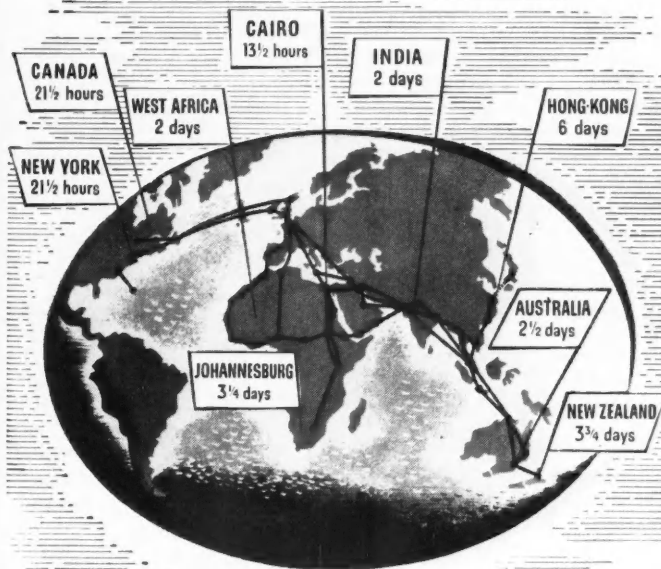 CAIRO
13½ hours
INDIA
2 days
CANADA
21½ hours
WEST AFRICA
2 days
HONG-KONG
6 days
NEW YORK
21½ hours
AUSTRALIA
2½ days
JOHANNESBURG
3¼ days
NEW ZEALAND
3¾ days